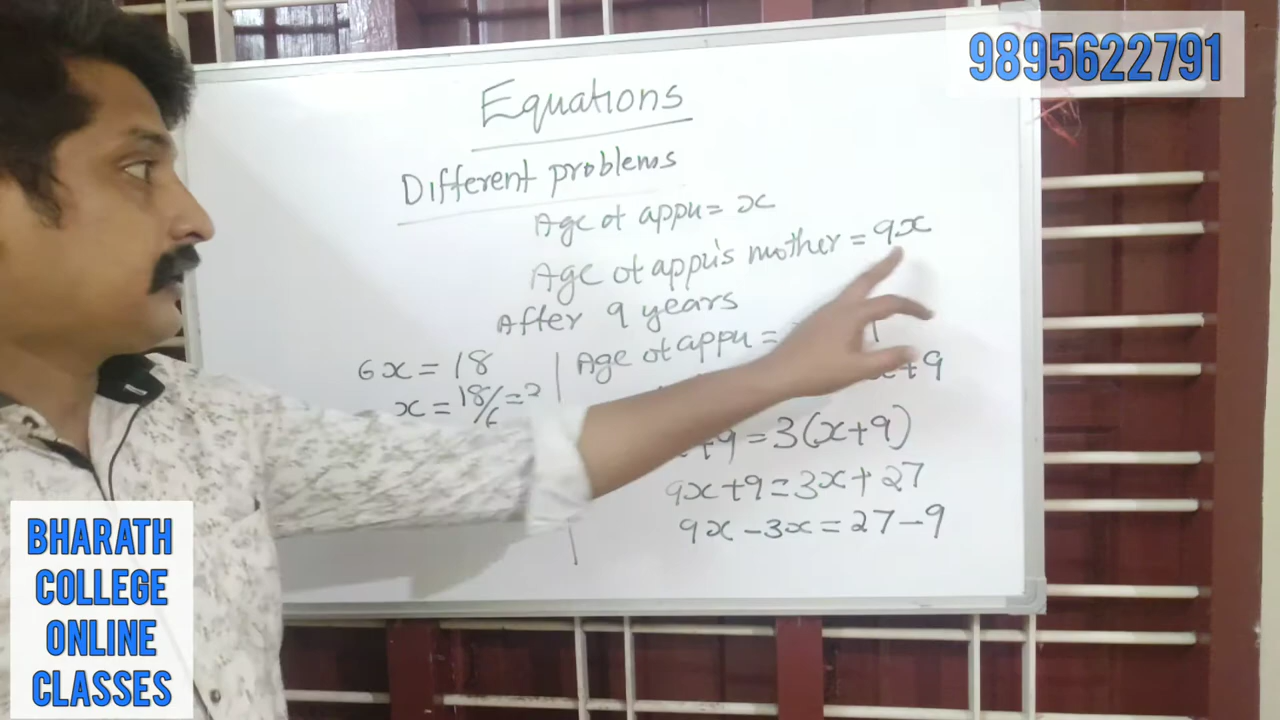 9895622791
Equations
Different problems
Age of appu = x
Age of appu's mother = 9x
After 9 years
Age of appu =
+9
+9 = 3(x+9)
9x+9=3x+27
9x-3x=27-9
6x = 18
x = 18/6 = 3
BHARATH
COLLEGE
ONLINE
CLASSES